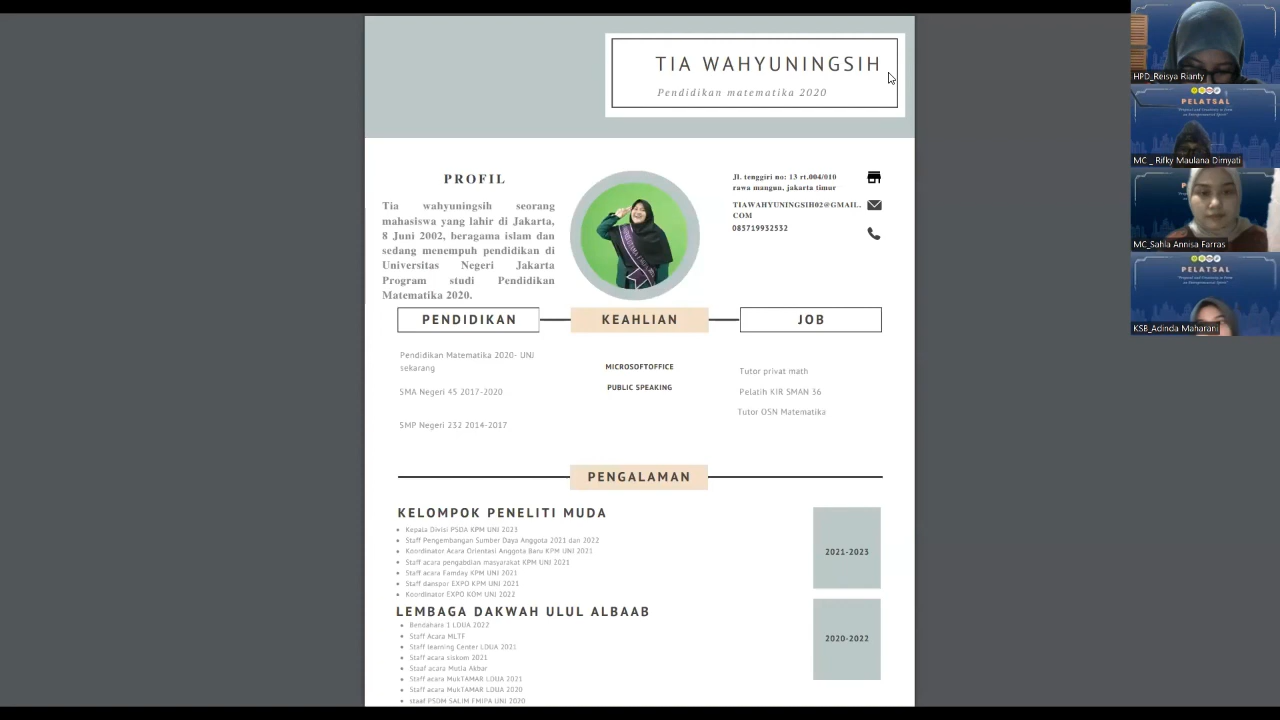 TIA WAHYUNINGSIH
Pendidikan matematika 2020
PROFIL
Tia wahyuningsih seorang
mahasiswa yang lahir di Jakarta,
8 Juni 2002, beragama islam dan
sedang menempuh pendidikan di
Universitas Negeri Jakarta
Program studi Pendidikan
Matematika 2020.
Jl. tenggiri no: 13 rt.004/010
rawa mangun, jakarta timur
TIAWAHYUNINGSIH02@GMAIL.
COM
085719932532
PENDIDIKAN
KEAHLIAN
JOB
Pendidikan Matematika 2020- UNJ
sekarang
SMA Negeri 45 2017-2020
SMP Negeri 232 2014-2017
MICROSOFTOFFICE
PUBLIC SPEAKING
Tutor privat math
Pelatih KIR SMAN 36
Tutor OSN Matematika
PENGALAMAN
KELOMPOK PENELITI MUDA
Kepala Divisi PSDA KPM UNJ 2023
Staff Pengembangan Sumber Daya Anggota 2021 dan 2022
Koordinator Acara Orientasi Anggota Baru KPM UNJ 2021
Staff acara pengabdian masyarakat KPM UNJ 2021
Staff acara Famday KPM UNJ 2021
Staff danspor EXPO KPM UNJ 2021
Koordinator EXPO KOM UNJ 2022
2021-2023
LEMBAGA DAKWAH ULUL ALBAAB
Bendahara 1 LDUA 2022
Staff Acara MLTF
Staff learning Center LDUA 2021
Staff acara siskom 2021
Staaf acara Mutia Akbar
Staff acara MukTAMAR LDUA 2021
Staff acara MukTAMAR LDUA 2020
staaf PSDM SALIM FMIPA UNJ 2020
2020-2022
HPD_Reisya Rianty
PELATSAL
MC _ Rifky Maulana Dimyati
MC_Sahla Annisa Farras
PELATSAL
KSB_Adinda Maharani